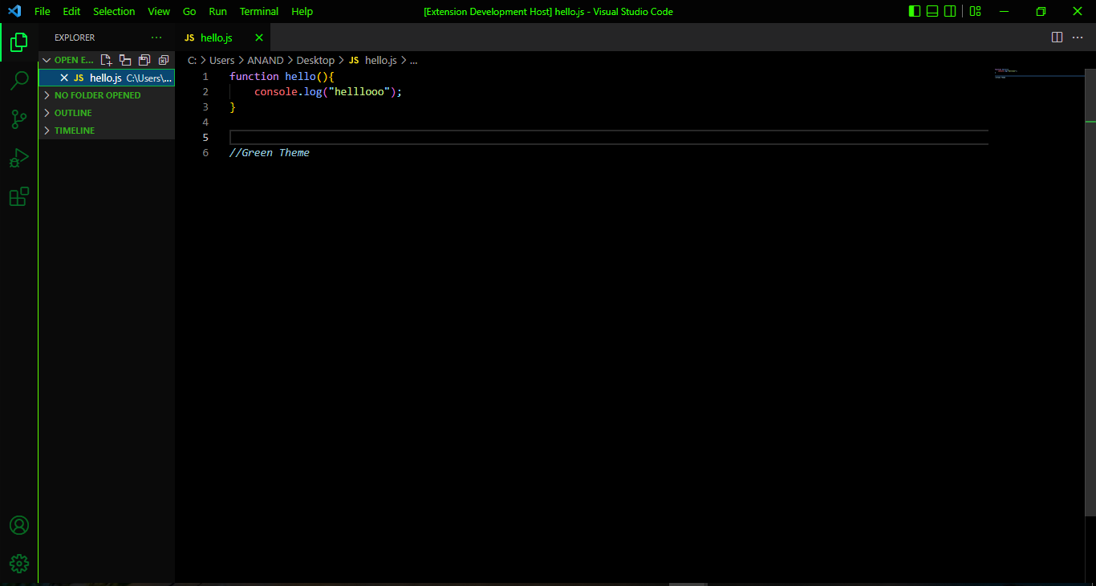 File Edit Selection View Go Run Terminal Help [Extension Development Host] hello.js - Visual Studio Code
EXPLORER ...
JS hello.js
OPEN E...
JS hello.js C:\Users\...
NO FOLDER OPENED
OUTLINE
TIMELINE
C: > Users > ANAND > Desktop > JS hello.js > ...
1 function hello(){
2 console.log("helllooo");
3 }
4
5
6 //Green Theme